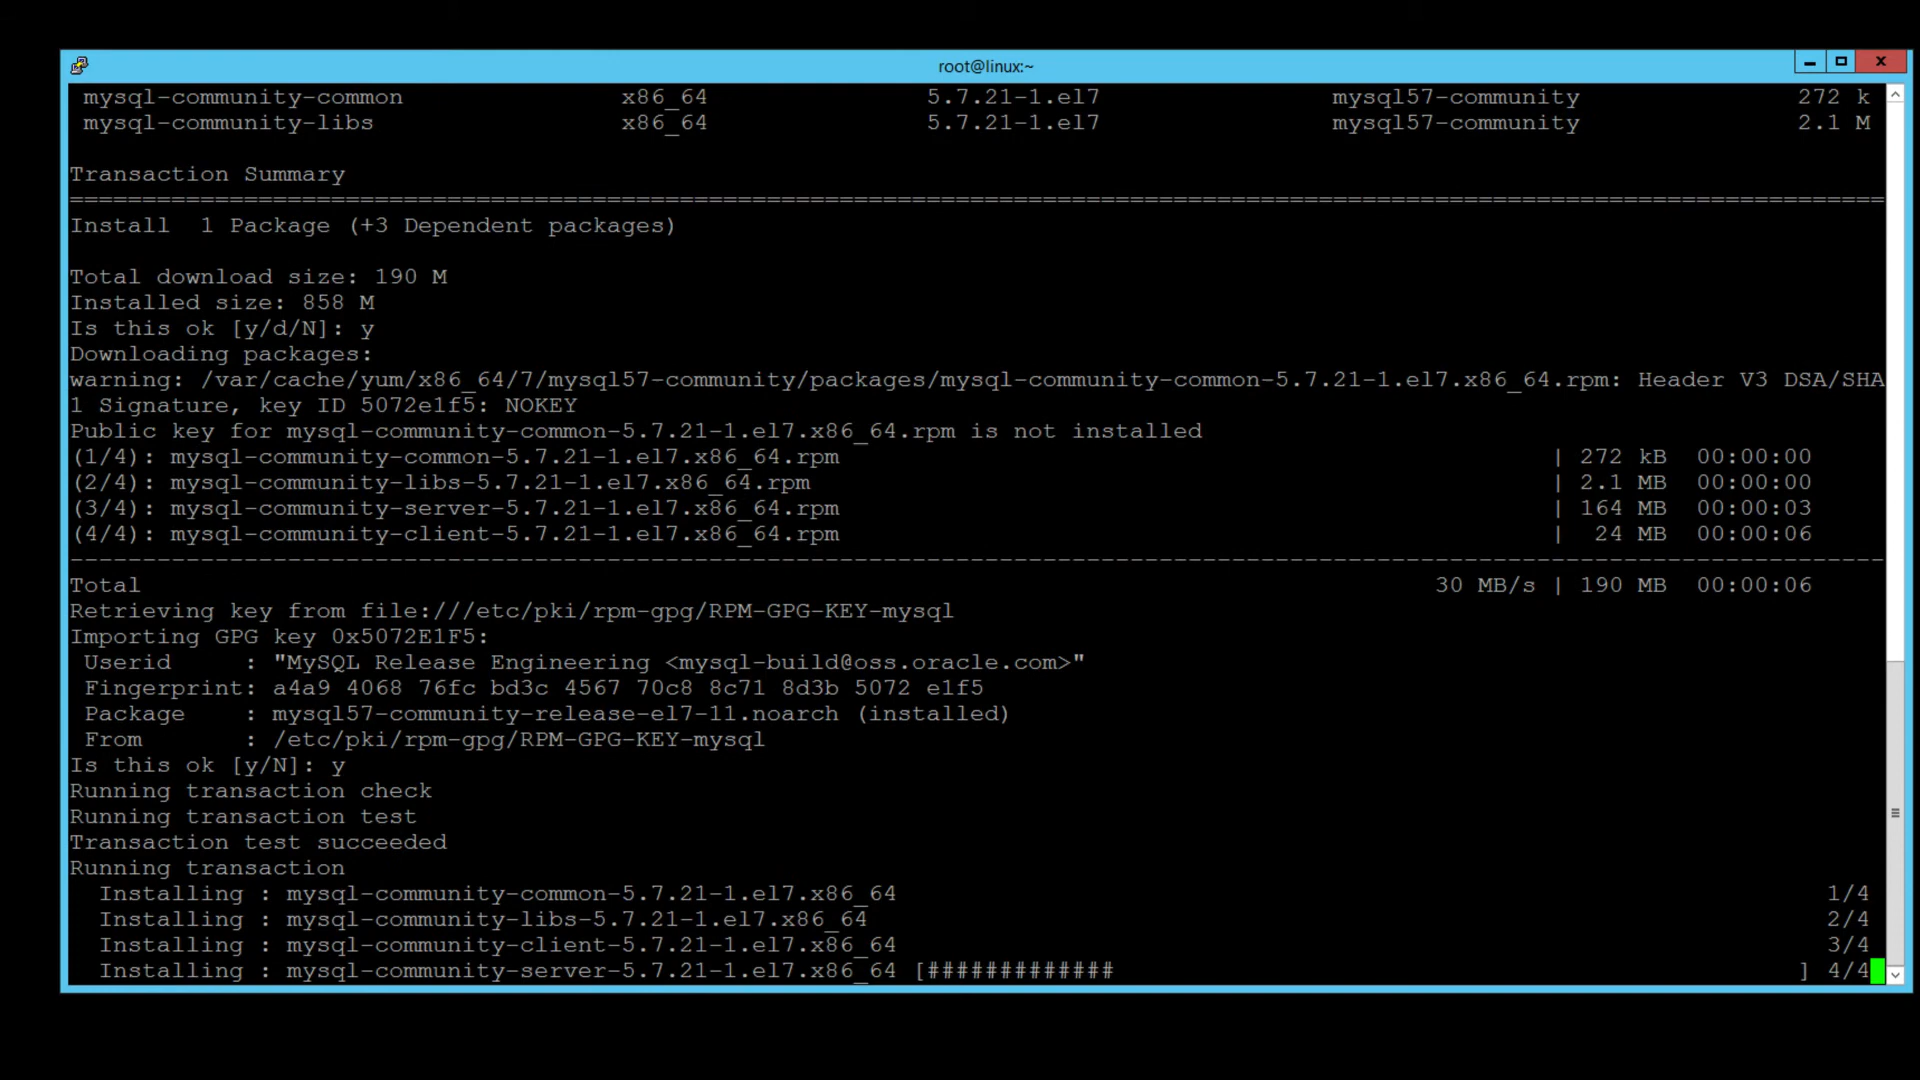 root@linux:~
mysql-community-common x86_64 5.7.21-1.el7 mysql57-community 272 k
mysql-community-libs x86_64 5.7.21-1.el7 mysql57-community 2.1 M
Transaction Summary
================================================================================
Install  1 Package (+3 Dependent packages)
Total download size: 190 M
Installed size: 858 M
Is this ok [y/d/N]: y
Downloading packages:
warning: /var/cache/yum/x86_64/7/mysql57-community/packages/mysql-community-common-5.7.21-1.el7.x86_64.rpm: Header V3 DSA/SHA
1 Signature, key ID 5072e1f5: NOKEY
Public key for mysql-community-common-5.7.21-1.el7.x86_64.rpm is not installed
(1/4): mysql-community-common-5.7.21-1.el7.x86_64.rpm | 272 kB 00:00:00
(2/4): mysql-community-libs-5.7.21-1.el7.x86_64.rpm | 2.1 MB 00:00:00
(3/4): mysql-community-server-5.7.21-1.el7.x86_64.rpm | 164 MB 00:00:03
(4/4): mysql-community-client-5.7.21-1.el7.x86_64.rpm | 24 MB 00:00:06
--------------------------------------------------------------------------------
Total 30 MB/s | 190 MB 00:00:06
Retrieving key from file:///etc/pki/rpm-gpg/RPM-GPG-KEY-mysql
Importing GPG key 0x5072E1F5:
Userid : "MySQL Release Engineering <mysql-build@oss.oracle.com>"
Fingerprint: a4a9 4068 76fc bd3c 4567 70c8 8c71 8d3b 5072 e1f5
Package : mysql57-community-release-el7-11.noarch (installed)
From : /etc/pki/rpm-gpg/RPM-GPG-KEY-mysql
Is this ok [y/N]: y
Running transaction check
Running transaction test
Transaction test succeeded
Running transaction
Installing : mysql-community-common-5.7.21-1.el7.x86_64 1/4
Installing : mysql-community-libs-5.7.21-1.el7.x86_64 2/4
Installing : mysql-community-client-5.7.21-1.el7.x86_64 3/4
Installing : mysql-community-server-5.7.21-1.el7.x86_64 [############# ] 4/4